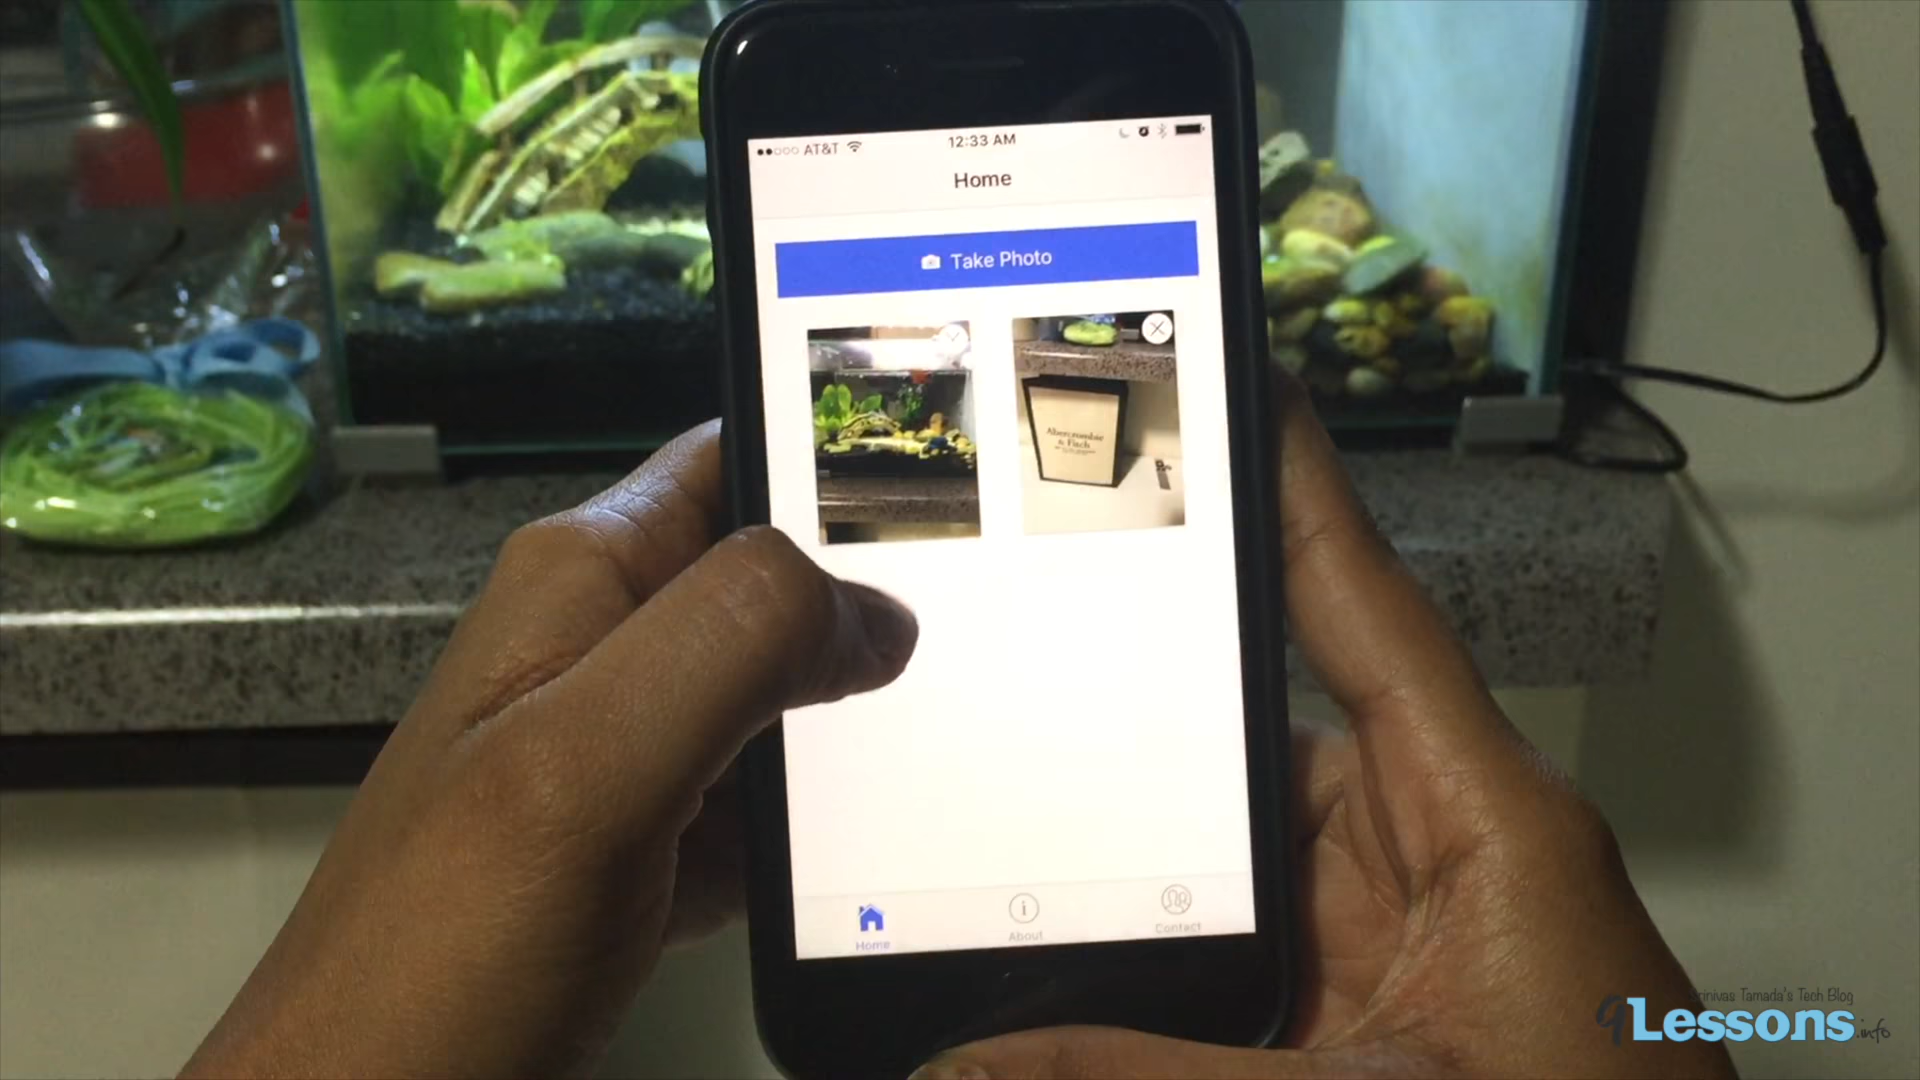 AT&T 12:33 AM
Home
Take Photo
Abercrombie
& Fitch
Home
About
Contact
Srinivas Tamada's Tech Blog
9Lessons.info